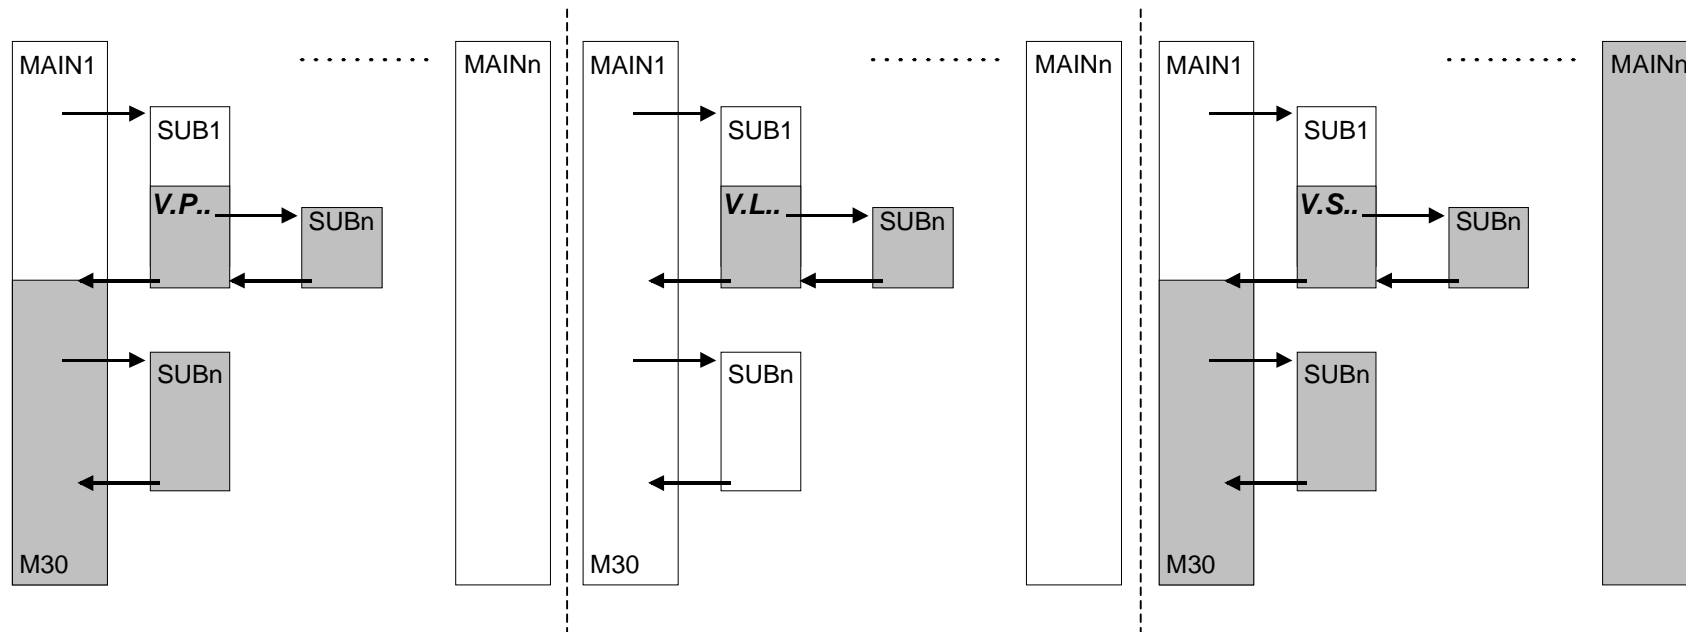 MAIN1
MAINn
SUB1
V.P..
SUBn
SUBn
M30
MAIN1
MAINn
SUB1
V.L..
SUBn
SUBn
M30
MAIN1
MAINn
SUB1
V.S..
SUBn
SUBn
M30